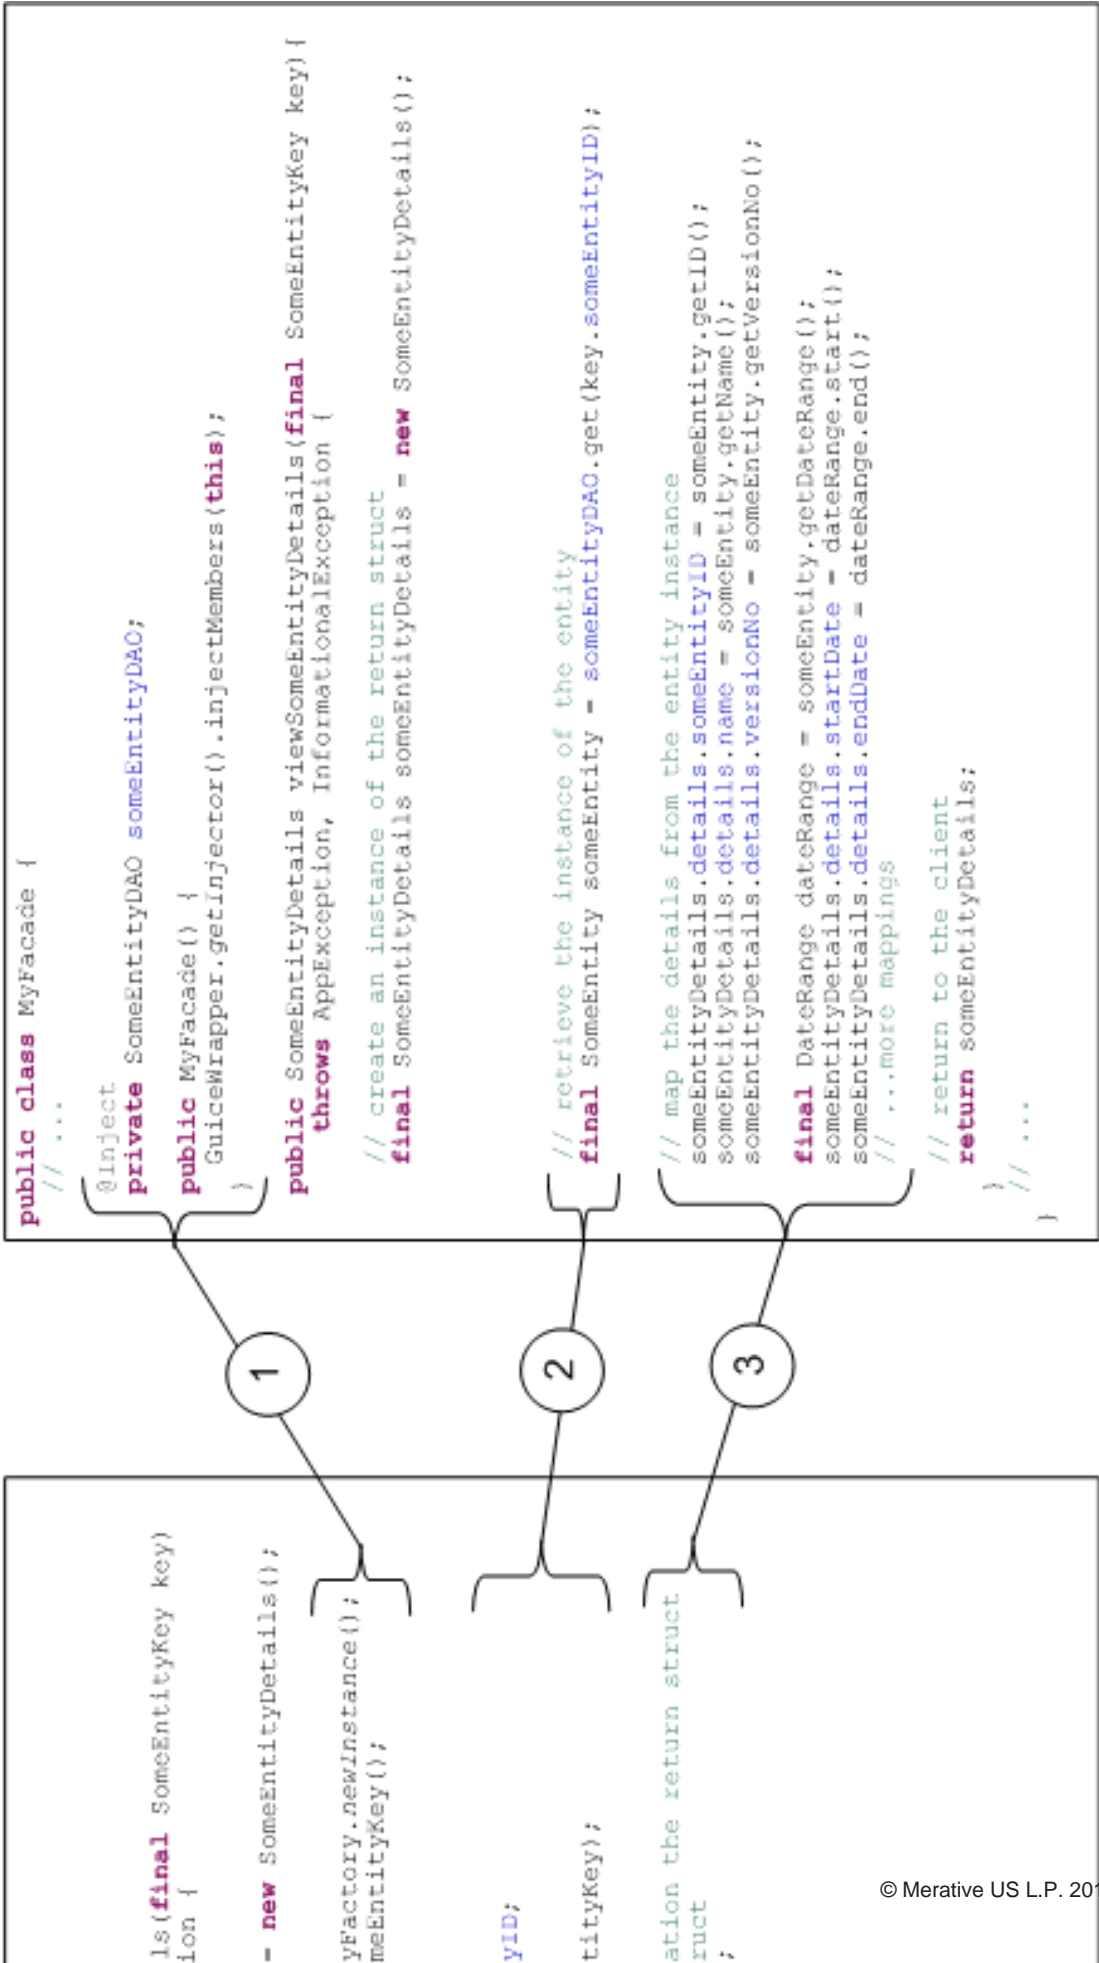 ls(final SomeEntityKey key)
ion {
= new SomeEntityDetails();
yFactory.newInstance();
meEntityKey();
yID;
tityKey);
ation the return struct
ruct
;
1
2
3
public class MyFacade {
// ...
@Inject
private SomeEntityDAO someEntityDAO;
public MyFacade() {
GuiceWrapper.getInjector().injectMembers(this);
}
public SomeEntityDetails viewSomeEntityDetails(final SomeEntityKey key){
throws AppException, InformationalException {
// create an instance of the return struct
final SomeEntityDetails someEntityDetails = new SomeEntityDetails();
// retrieve the instance of the entity
final SomeEntity someEntity = someEntityDAO.get(key.someEntityID);
// map the details from the entity instance
someEntityDetails.details.someEntityID = someEntity.getID();
someEntityDetails.details.name = someEntity.getName();
someEntityDetails.details.versionNo = someEntity.getVersionNo();
final DateRange dateRange = someEntity.getDateRange();
someEntityDetails.details.startDate = dateRange.start();
someEntityDetails.details.endDate = dateRange.end();
// ...more mappings
// return to the client
return someEntityDetails;
}
// ...
}
© Merative US L.P. 201